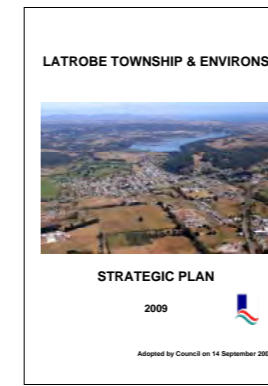 LATROBE TOWNSHIP & ENVIRONS
STRATEGIC PLAN
2009
Adopted by Council on 14 September